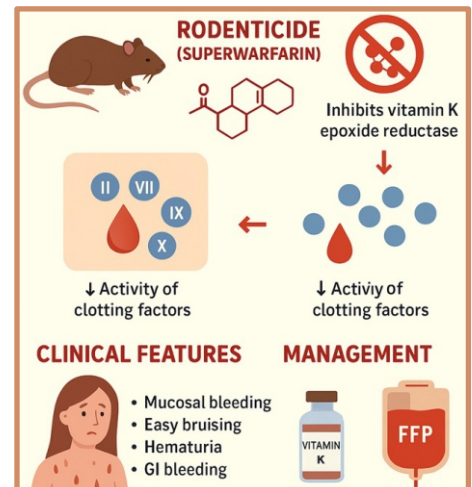 RODENTICIDE
(SUPERWARFARIN)
O
Inhibits vitamin K
epoxide reductase
II
VII
IX
X
↓ Activity of
clotting factors
↓ Activiy of
clotting factors
CLINICAL FEATURES
• Mucosal bleeding
• Easy bruising
• Hematuria
• GI bleeding
MANAGEMENT
VITAMIN
K
FFP